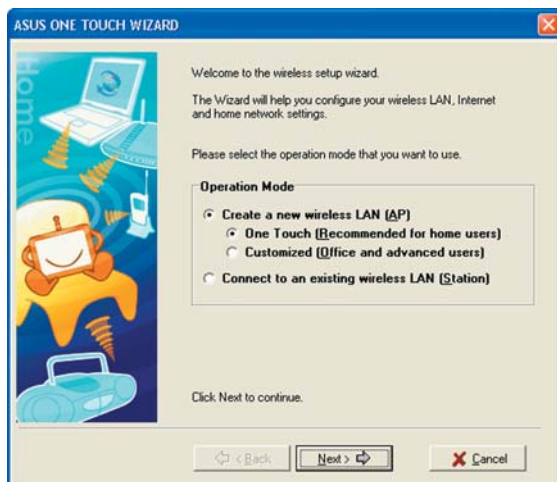 ASUS ONE TOUCH WIZARD
Home
Welcome to the wireless setup wizard.
The Wizard will help you configure your wireless LAN, Internet
and home network settings.
Please select the operation mode that you want to use.
Operation Mode
Create a new wireless LAN (AP)
One Touch (Recommended for home users)
Customized (Office and advanced users)
Connect to an existing wireless LAN (Station)
Click Next to continue.
< Back
Next >
Cancel